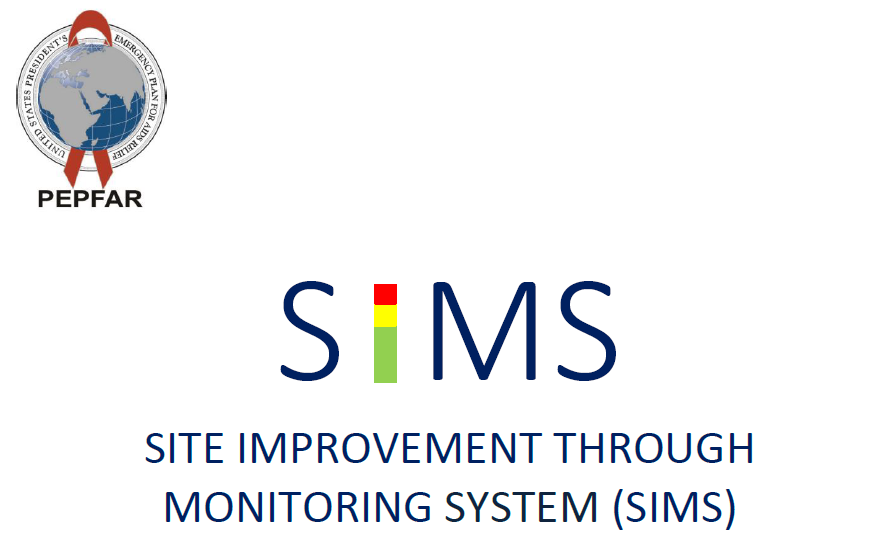 UNITED STATES PRESIDENT'S EMERGENCY PLAN FOR AIDS RELIEF
PEPFAR
SiMS
SITE IMPROVEMENT THROUGH
MONITORING SYSTEM (SIMS)